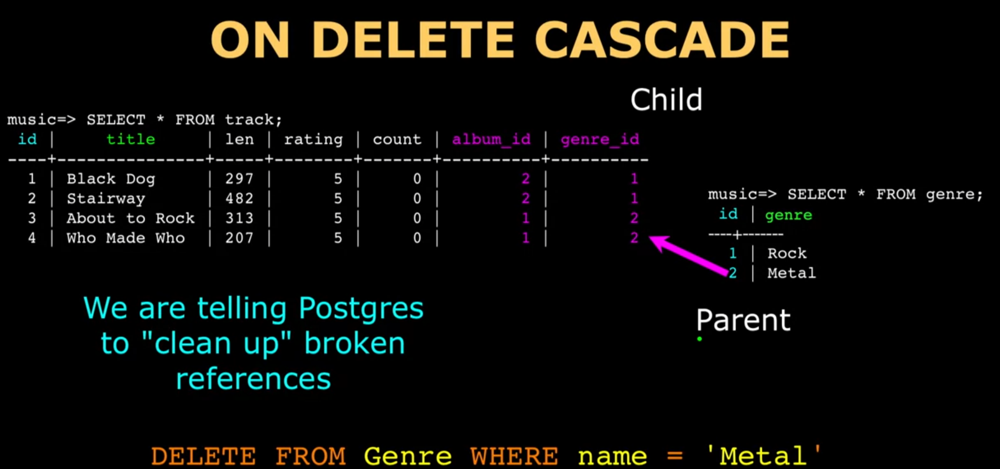 ON DELETE CASCADE
Child
music=> SELECT * FROM track;
 id |     title     | len | rating | count | album_id | genre_id
----+---------------+-----+--------+-------+----------+----------
  1 | Black Dog     | 297 |      5 |     0 |        2 |        1
  2 | Stairway      | 482 |      5 |     0 |        2 |        1
  3 | About to Rock | 313 |      5 |     0 |        1 |        2
  4 | Who Made Who  | 207 |      5 |     0 |        1 |        2
music=> SELECT * FROM genre;
 id | genre
----+-------
  1 | Rock
  2 | Metal
Parent
We are telling Postgres
to "clean up" broken
references
DELETE FROM Genre WHERE name = 'Metal'